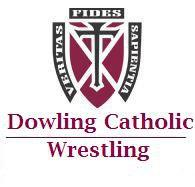 FIDES
VERITAS
SAPIENTIA
Dowling Catholic
Wrestling